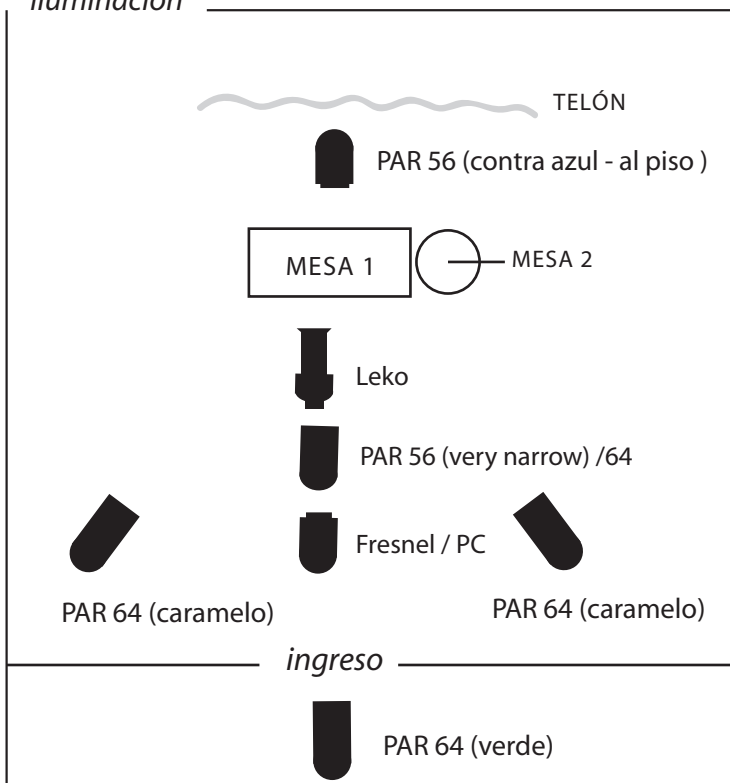 iluminación
TELÓN
PAR 56 (contra azul - al piso )
MESA 1
MESA 2
Leko
PAR 56 (very narrow) /64
Fresnel / PC
PAR 64 (caramelo)
PAR 64 (caramelo)
ingreso
PAR 64 (verde)